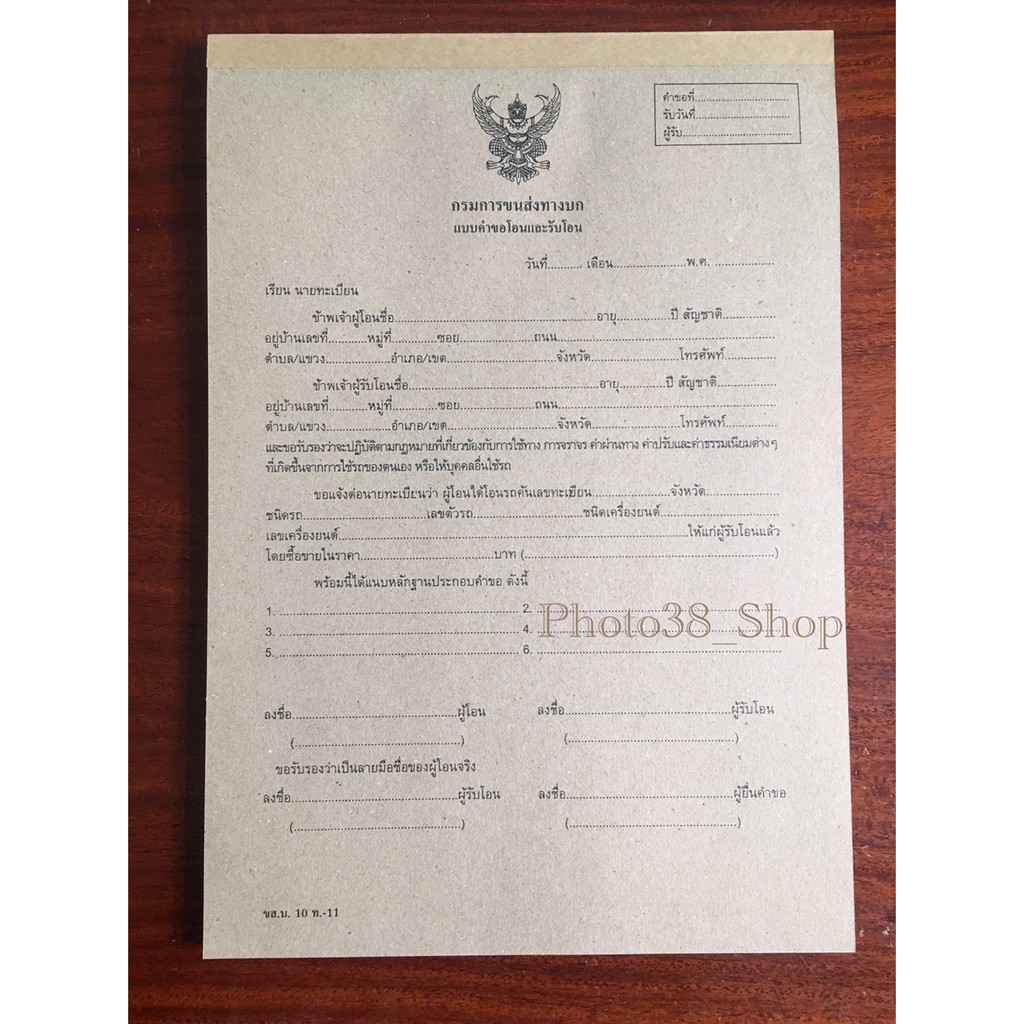 คำขอที่................................
รับวันที่................................
ผู้รับ.....................................
กรมการขนส่งทางบก
แบบคำขอโอนและรับโอน
วันที่........... เดือน.......................พ.ศ. ..................
เรียน นายทะเบียน
ข้าพเจ้าผู้โอนชื่อ....................................................อายุ..............ปี สัญชาติ..............
อยู่บ้านเลขที่...........หมู่ที่............ซอย....................ถนน........................................................
ตำบล/แขวง.................อำเภอ/เขต.............................จังหวัด.......................โทรศัพท์..............
ข้าพเจ้าผู้รับโอนชื่อ.................................................อายุ............ปี สัญชาติ................
อยู่บ้านเลขที่...........หมู่ที่............ซอย....................ถนน........................................................
ตำบล/แขวง.................อำเภอ/เขต.............................จังหวัด.......................โทรศัพท์..............
และขอรับรองว่าจะปฏิบัติตามกฎหมายที่เกี่ยวข้องกับการใช้ทาง การจราจร ค่าผ่านทาง ค่าปรับและค่าธรรมเนียมต่าง ๆ
ที่เกิดขึ้นจากการใช้รถของตนเอง หรือให้บุคคลอื่นใช้รถ
ขอแจ้งต่อนายทะเบียนว่า ผู้โอนได้โอนรถคันเลขทะเบียน.....................จังหวัด...................
ชนิดรถ.................................เลขตัวรถ.............................ชนิดเครื่องยนต์...............................
เลขเครื่องยนต์............................................................................................ให้แก่ผู้รับโอนแล้ว
โดยซื้อขายในราคา...................................บาท (..................................................................)
พร้อมนี้ได้แนบหลักฐานประกอบคำขอ ดังนี้
1. ................................................................ 2. ................................................................
3. ................................................................ 4. ................................................................
5. ................................................................ 6. ................................................................
Photo38_Shop
ลงชื่อ............................................ผู้โอน ลงชื่อ............................................ผู้รับโอน
(............................................) (............................................)
ขอรับรองว่าเป็นลายมือชื่อของผู้โอนจริง
ลงชื่อ............................................ผู้รับโอน ลงชื่อ............................................ผู้ยื่นคำขอ
(............................................) (............................................)
ขส.บ. 10 ท.-11